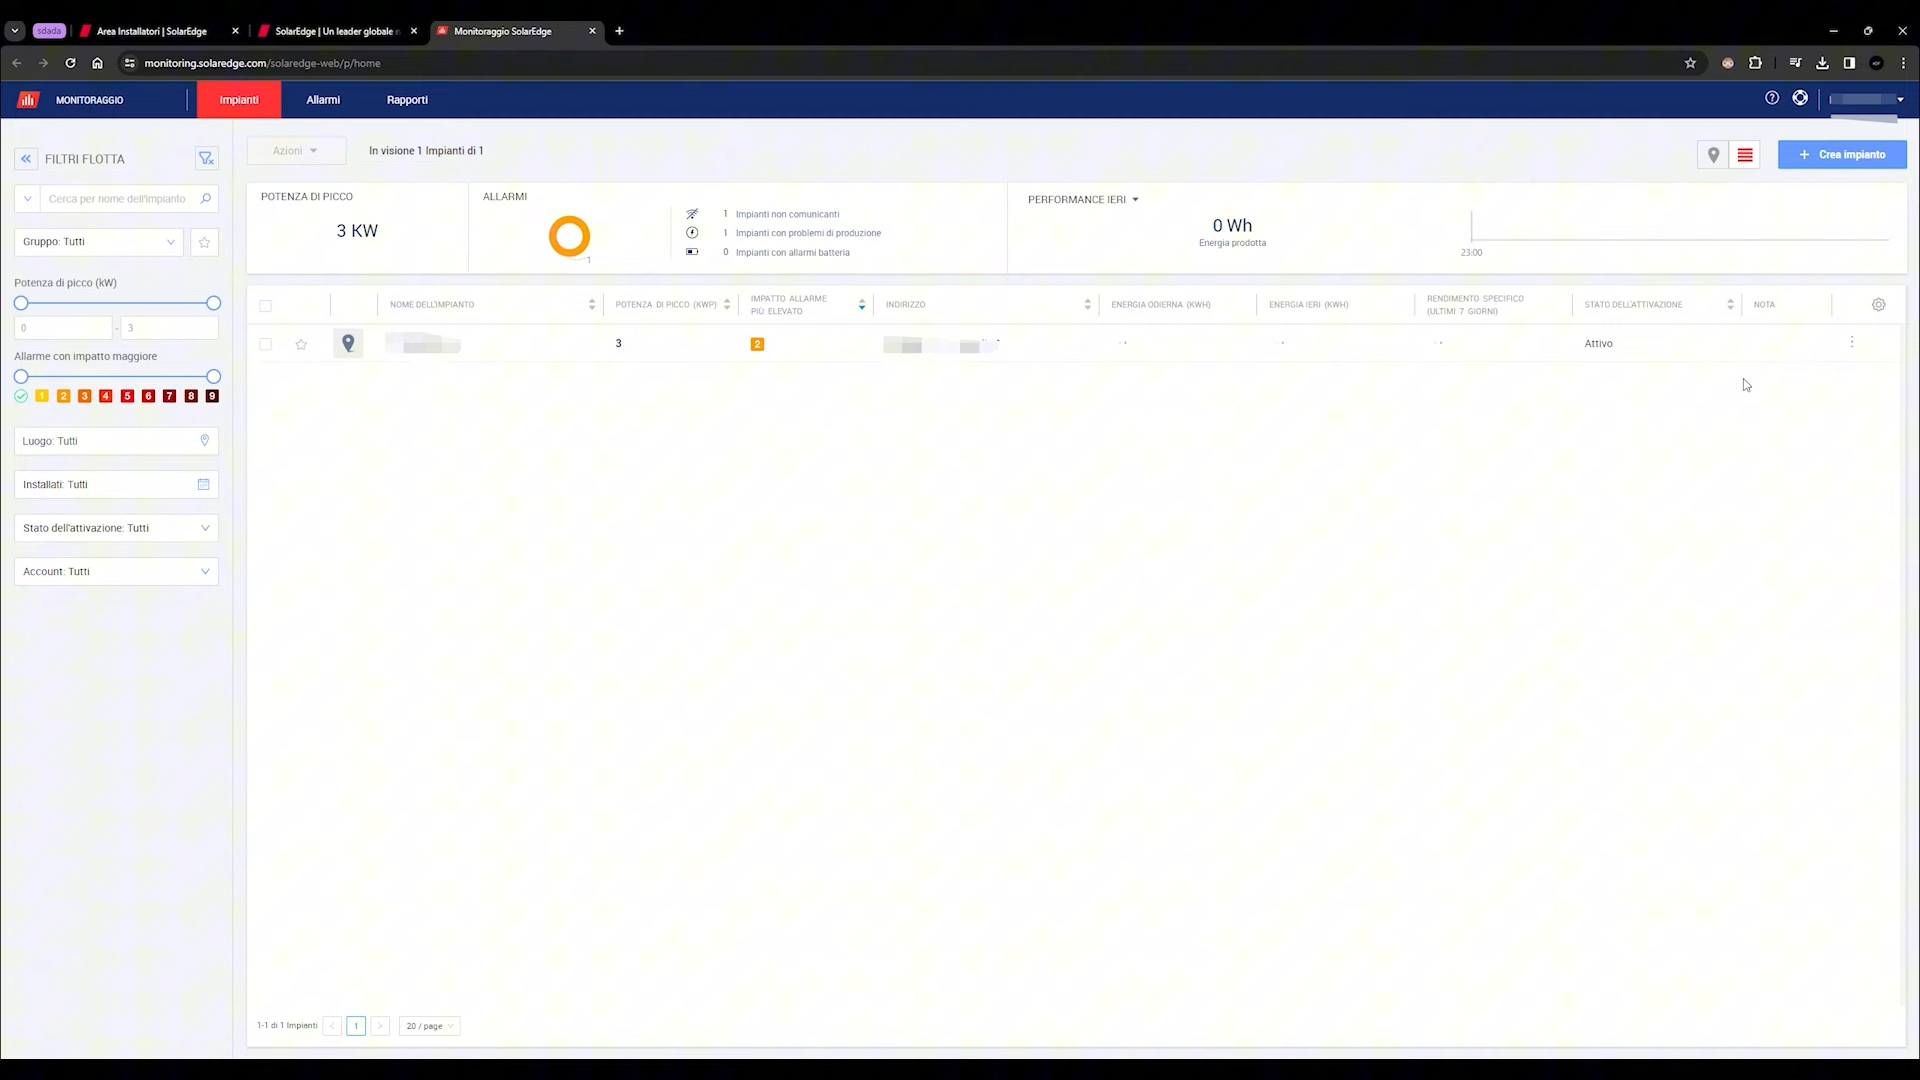 sdada
Area Installatori | SolarEdge
SolarEdge | Un leader globale n
Monitoraggio SolarEdge
monitoring.solaredge.com/solaredge-web/p/home
MONITORAGGIO
Impianti
Allarmi
Rapporti
FILTRI FLOTTA
Azioni
In visione 1 Impianti di 1
+ Crea impianto
Cerca per nome dell'impianto
Gruppo: Tutti
Potenza di picco (kW)
0 - 3
Allarme con impatto maggiore
1 2 3 4 5 6 7 8 9
Luogo: Tutti
Installati: Tutti
Stato dell'attivazione: Tutti
Account: Tutti
POTENZA DI PICCO
3 KW
ALLARMI
1
1 Impianti non comunicanti
1 Impianti con problemi di produzione
0 Impianti con allarmi batteria
PERFORMANCE IERI
0 Wh
Energia prodotta
23:00
NOME DELL'IMPIANTO
POTENZA DI PICCO (KWP)
IMPATTO ALLARME
PIÙ ELEVATO
INDIRIZZO
ENERGIA ODIERNA (KWH)
ENERGIA IERI (KWH)
RENDIMENTO SPECIFICO
(ULTIMI 7 GIORNI)
STATO DELL'ATTIVAZIONE
NOTA
3
2
Attivo
1-1 di 1 Impianti
< 1 >
20 / page